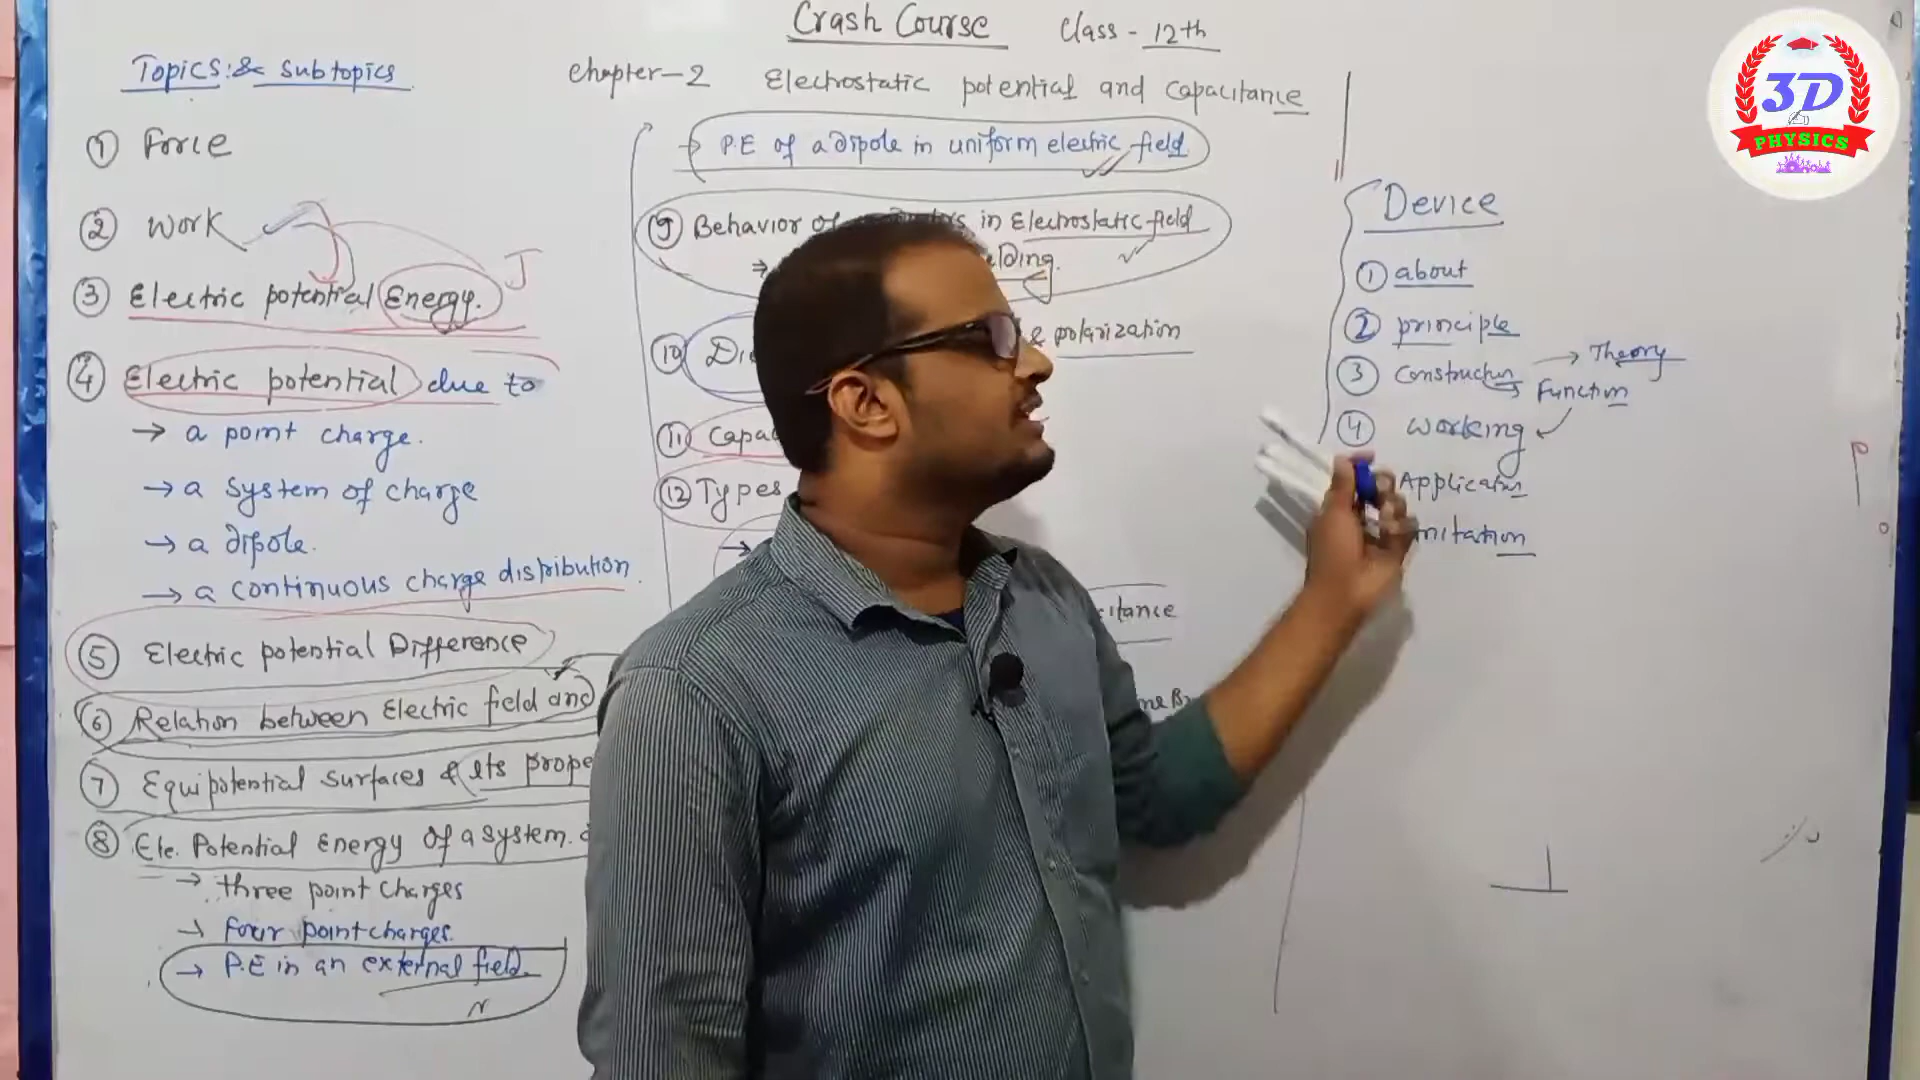 Crash Course Class - 12th
Topics:& subtopics
Chapter-2 Electrostatic potential and Capacitance
① Force
② Work
③ Electric potential Energy. J
④ Electric potential due to
→ a point charge.
→ a system of charge
→ a dipole.
→ a continuous charge distribution
⑤ Electric potential Difference
⑥ Relation between Electric field and
⑦ Equipotential surfaces & its prope
⑧ Ele. Potential Energy of a system.
→ three point charges
→ four point charges.
→ P.E in an external field.
→ P.E of a dipole in uniform electric field
⑨ Behavior of in Electrostatic field
⇒ elding.
⑩ & polarization
⑪
⑫ Types
→
citance
Device
① about
② principle
③ Construction → Theory
Function
④ working
Application
mitation
3D
PHYSICS